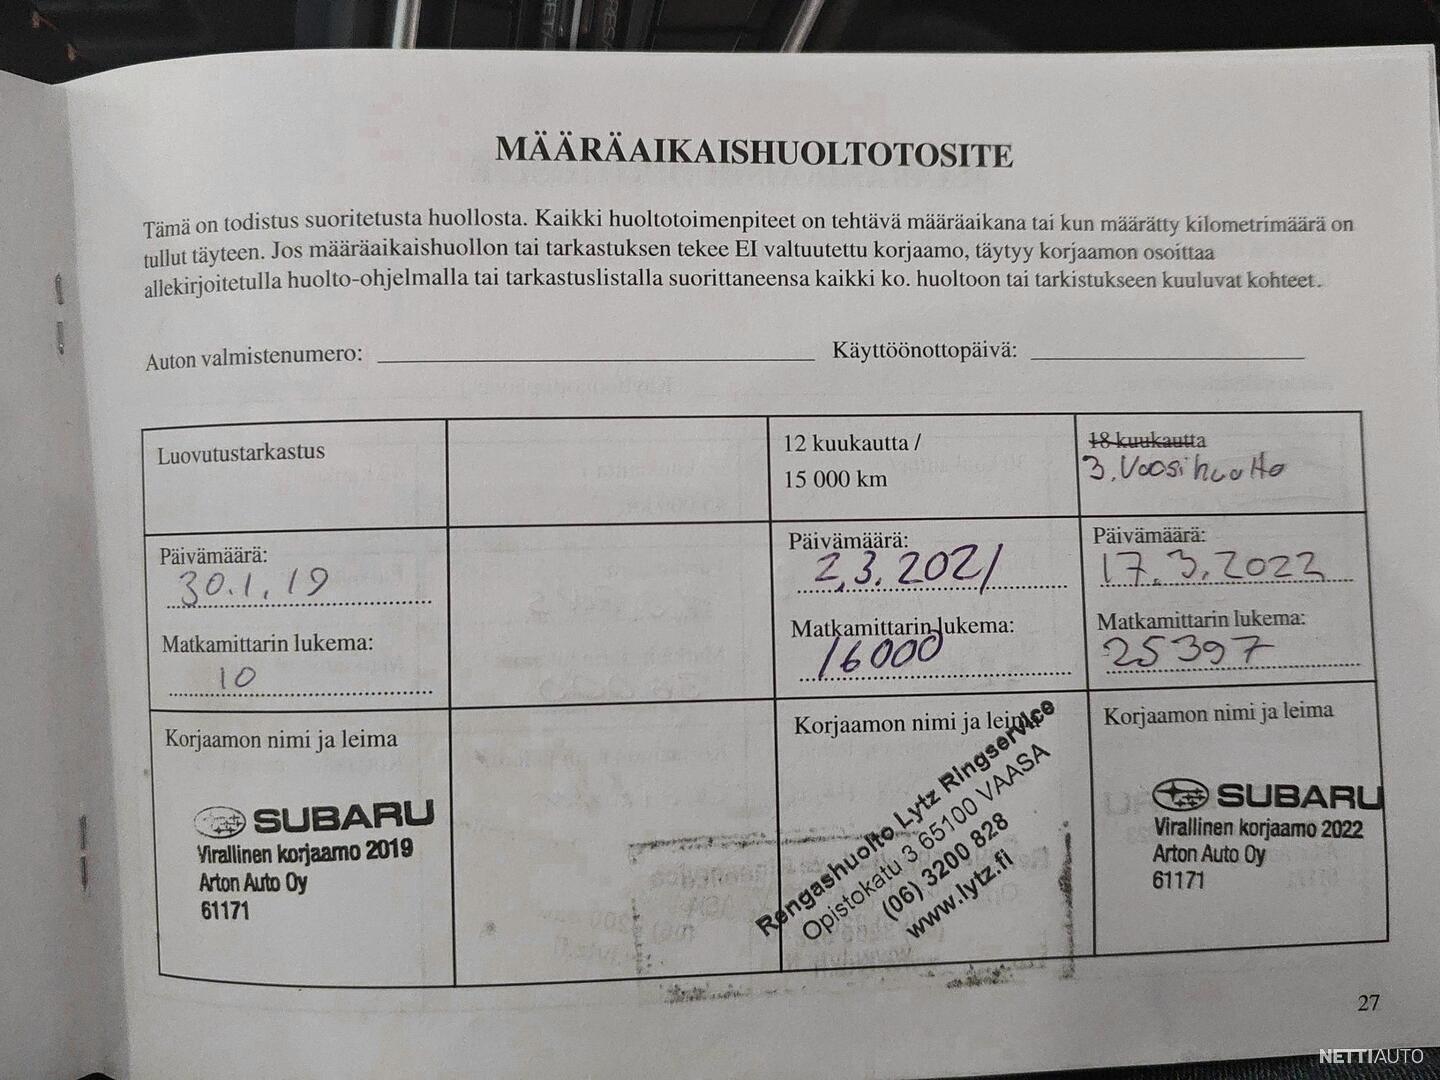 MÄÄRÄAIKAISHUOLTOTOSITE
Tämä on todistus suoritetusta huollosta. Kaikki huoltotoimenpiteet on tehtävä määräaikana tai kun määrätty kilometrimäärä on
tullut täyteen. Jos määräaikaishuollon tai tarkastuksen tekee EI valtuutettu korjaamo, täytyy korjaamon osoittaa
allekirjoitetulla huolto-ohjelmalla tai tarkastuslistalla suorittaneensa kaikki ko. huoltoon tai tarkistukseen kuuluvat kohteet.
Auton valmistenumero: Käyttöönottopäivä:
Luovutustarkastus
Päivämäärä:
30.1.19
Matkamittarin lukema:
10
Korjaamon nimi ja leima
SUBARU
Virallinen korjaamo 2019
Arton Auto Oy
61171
12 kuukautta /
15 000 km
Päivämäärä:
2.3.2021
Matkamittarin lukema:
16000
Korjaamon nimi ja leima
Rengashuolto Lytz Ringservice
Opistokatu 3 65100 VAASA
(06) 3200 828
www.lytz.fi
18 kuukautta
3. Vuosihuolto
Päivämäärä:
17.3.2022
Matkamittarin lukema:
25397
Korjaamon nimi ja leima
SUBARU
Virallinen korjaamo 2022
Arton Auto Oy
61171
27
NETTIAUTO